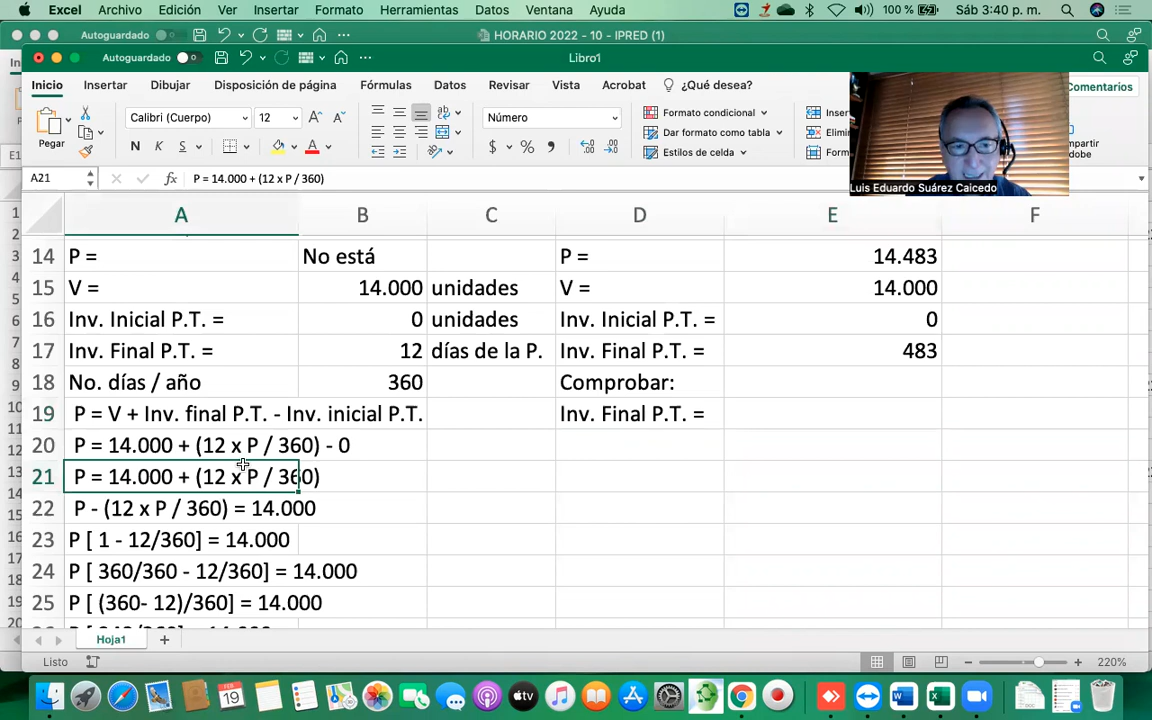 Excel Archivo Edición Ver Insertar Formato Herramientas Datos Ventana Ayuda 100 % Sáb 3:40 p. m.
Autoguardado HORARIO 2022 - 10 - IPRED (1)
Autoguardado Libro1
Inicio Insertar Dibujar Disposición de página Fórmulas Datos Revisar Vista Acrobat ¿Qué desea? Comentarios
Pegar Calibri (Cuerpo) 12 Número Formato condicional
N K S $ % Dar formato como tabla
Estilos de celda
Luis Eduardo Suárez Caicedo
A21 fx P = 14.000 + (12 x P / 360)
A B C D E F
14 P = No está P = 14.483
15 V = 14.000 unidades V = 14.000
16 Inv. Inicial P.T. = 0 unidades Inv. Inicial P.T. = 0
17 Inv. Final P.T. = 12 días de la P. Inv. Final P.T. = 483
18 No. días / año 360 Comprobar:
19 P = V + Inv. final P.T. - Inv. inicial P.T. Inv. Final P.T. =
20 P = 14.000 + (12 x P / 360) - 0
21 P = 14.000 + (12 x P / 360)
22 P - (12 x P / 360) = 14.000
23 P [ 1 - 12/360] = 14.000
24 P [ 360/360 - 12/360] = 14.000
25 P [ (360- 12)/360] = 14.000
Hoja1
Listo 220%
FEB
19
tv